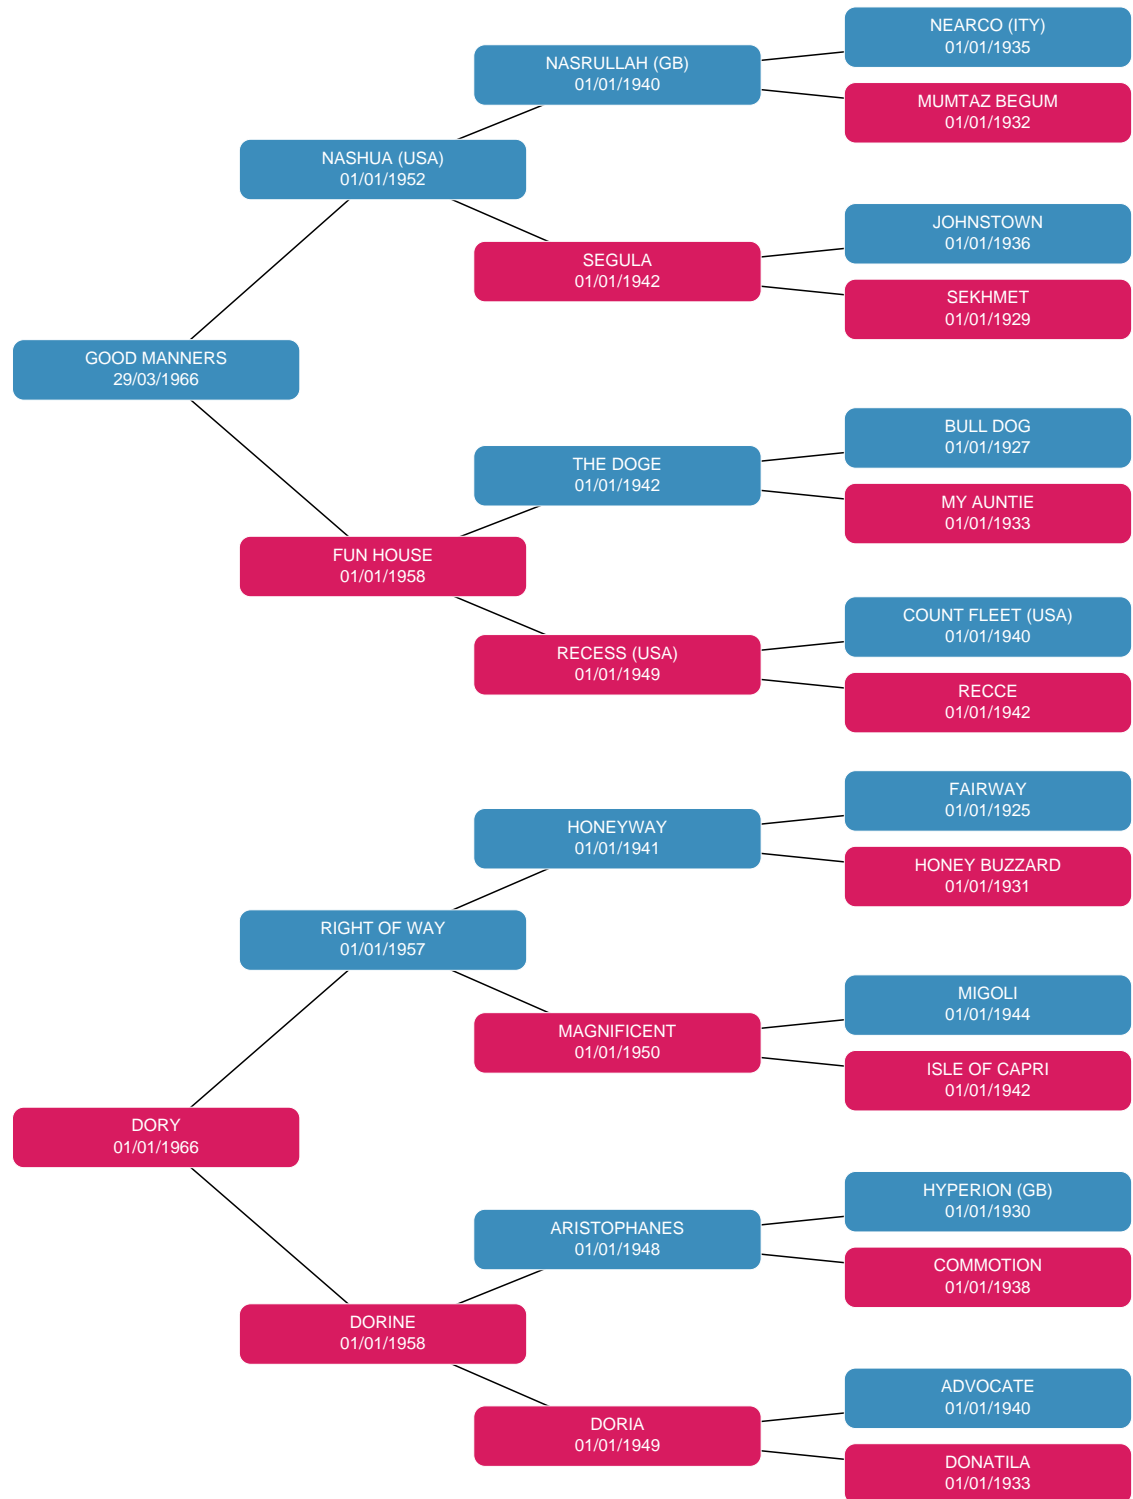 NEARCO (ITY)
01/01/1935
NASRULLAH (GB)
01/01/1940
MUMTAZ BEGUM
01/01/1932
NASHUA (USA)
01/01/1952
JOHNSTOWN
01/01/1936
SEGULA
01/01/1942
SEKHMET
01/01/1929
GOOD MANNERS
29/03/1966
BULL DOG
01/01/1927
THE DOGE
01/01/1942
MY AUNTIE
01/01/1933
FUN HOUSE
01/01/1958
COUNT FLEET (USA)
01/01/1940
RECESS (USA)
01/01/1949
RECCE
01/01/1942
FAIRWAY
01/01/1925
HONEYWAY
01/01/1941
HONEY BUZZARD
01/01/1931
RIGHT OF WAY
01/01/1957
MIGOLI
01/01/1944
MAGNIFICENT
01/01/1950
ISLE OF CAPRI
01/01/1942
DORY
01/01/1966
HYPERION (GB)
01/01/1930
ARISTOPHANES
01/01/1948
COMMOTION
01/01/1938
DORINE
01/01/1958
ADVOCATE
01/01/1940
DORIA
01/01/1949
DONATILA
01/01/1933